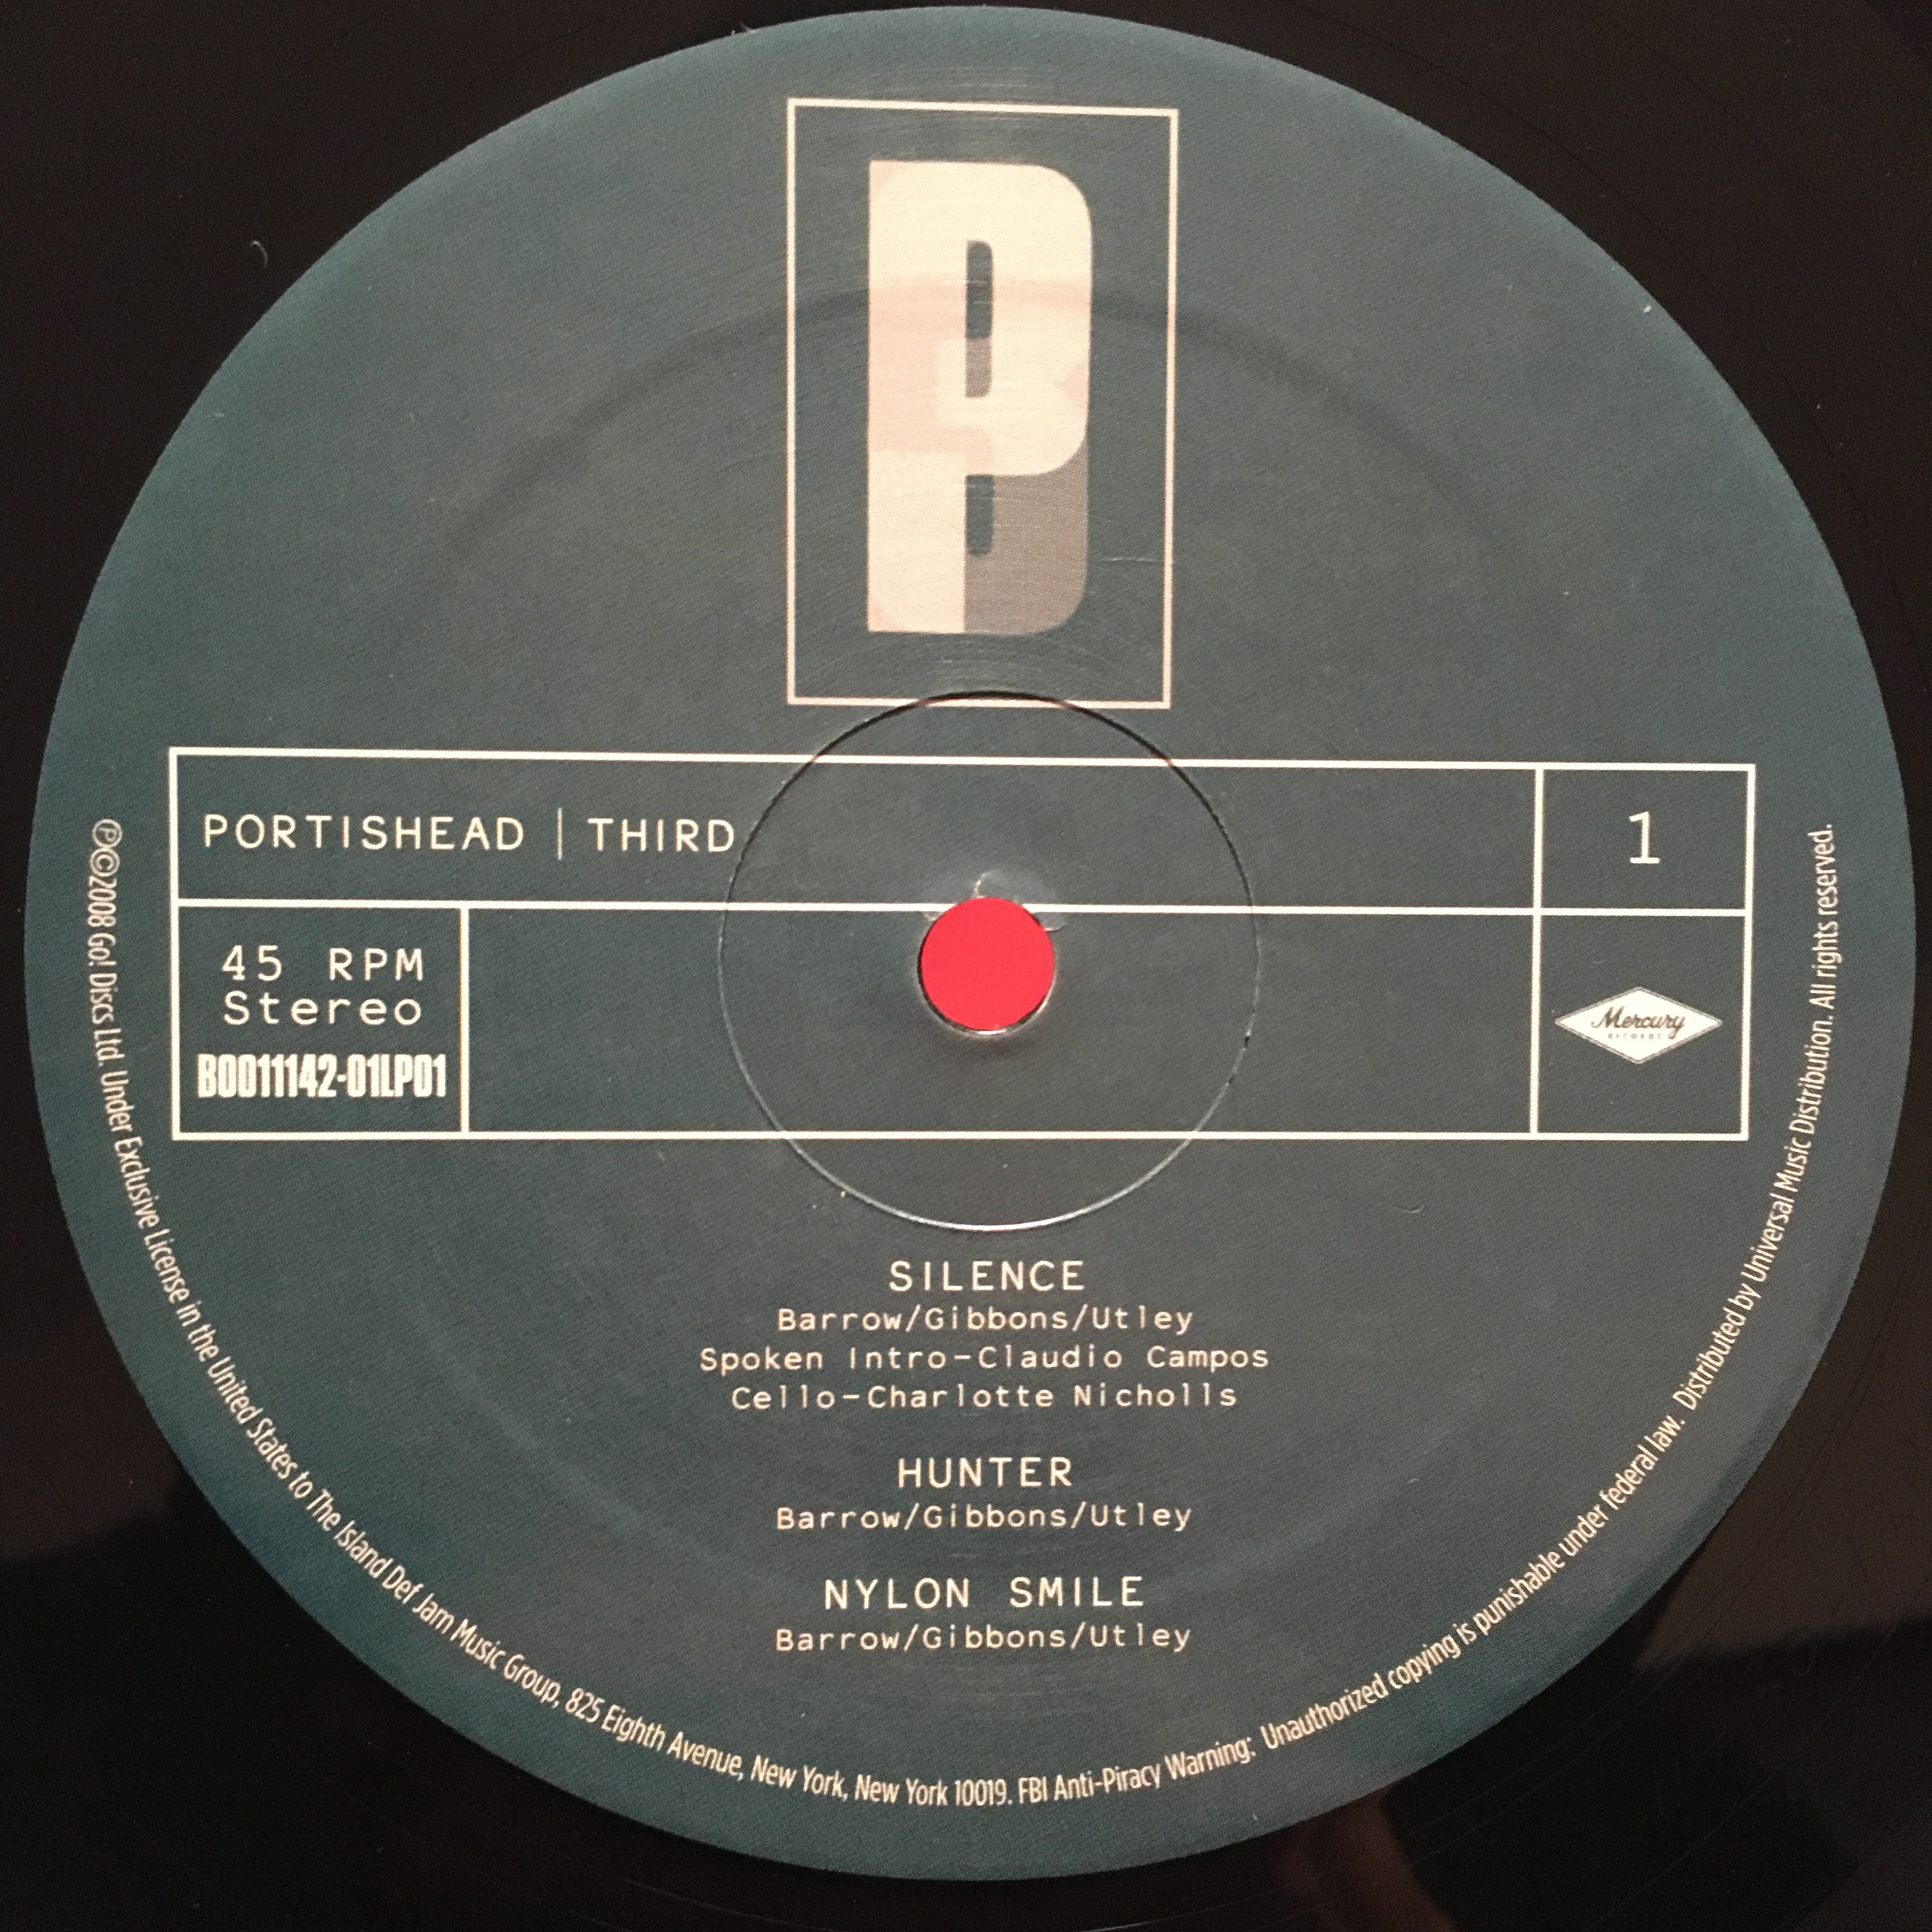 P
PORTISHEAD | THIRD
1
45 RPM
Stereo
B0011142-01LP01
Mercury
RECORDS
SILENCE
Barrow/Gibbons/Utley
Spoken Intro-Claudio Campos
Cello-Charlotte Nicholls
HUNTER
Barrow/Gibbons/Utley
NYLON SMILE
Barrow/Gibbons/Utley
℗©2008 Go! Discs Ltd. Under Exclusive License in the United States to The Island Def Jam Music Group, 825 Eighth Avenue, New York, New York 10019. FBI Anti-Piracy Warning: Unauthorized copying is punishable under federal law. Distributed by Universal Music Distribution. All rights reserved.